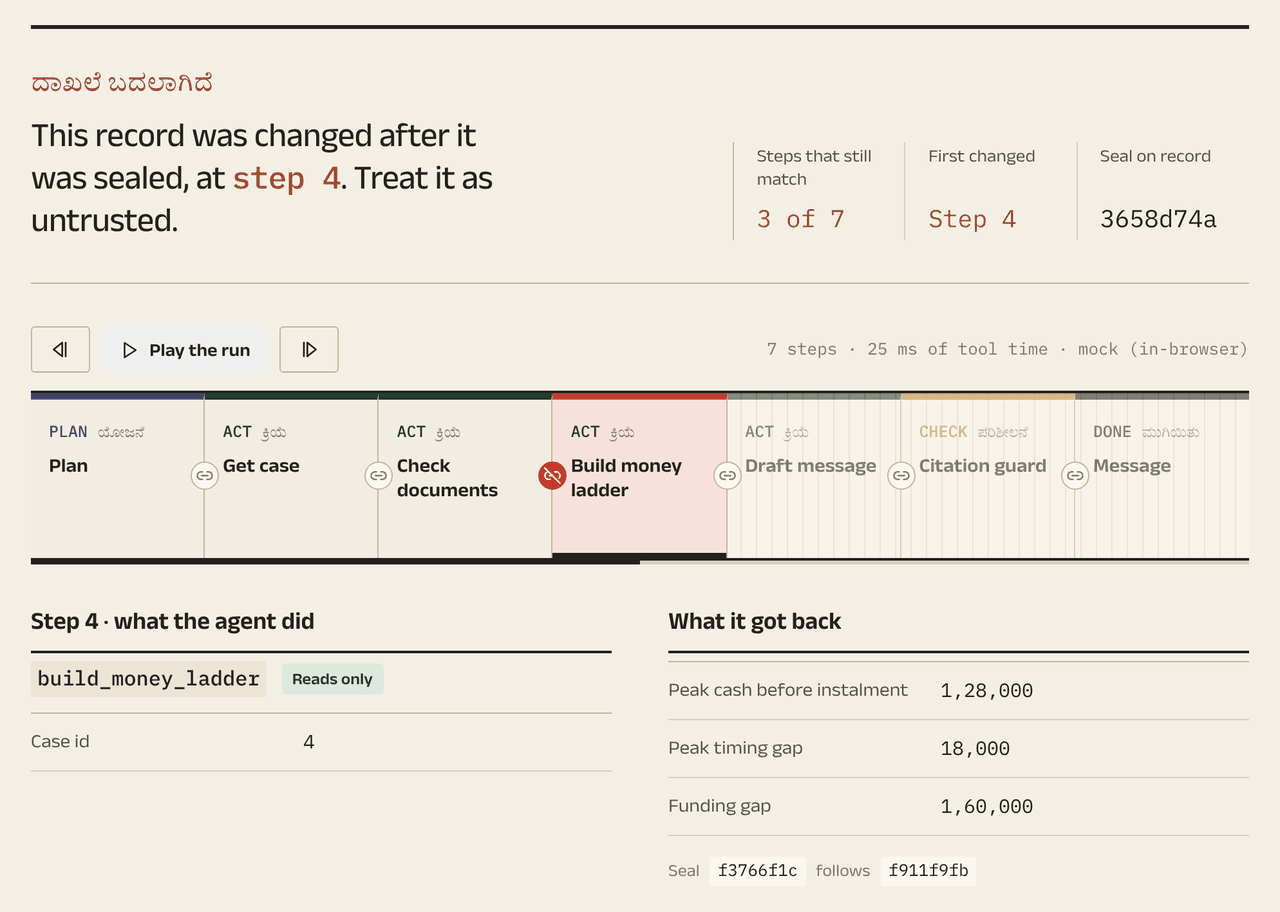 ದಾಖಲೆ ಬದಲಾಗಿದೆ
This record was changed after it
was sealed, at step 4. Treat it as
untrusted.
Steps that still
match
3 of 7
First changed
Step 4
Seal on record
3658d74a
Play the run
7 steps · 25 ms of tool time · mock (in-browser)
PLAN ಯೋಜನೆ
Plan
ACT ಕ್ರಿಯೆ
Get case
ACT ಕ್ರಿಯೆ
Check
documents
ACT ಕ್ರಿಯೆ
Build money
ladder
ACT ಕ್ರಿಯೆ
Draft message
CHECK ಪರಿಶೀಲನೆ
Citation guard
DONE ಮುಗಿಯಿತು
Message
Step 4 · what the agent did
build_money_ladder Reads only
Case id 4
What it got back
Peak cash before instalment 1,28,000
Peak timing gap 18,000
Funding gap 1,60,000
Seal f3766f1c follows f911f9fb